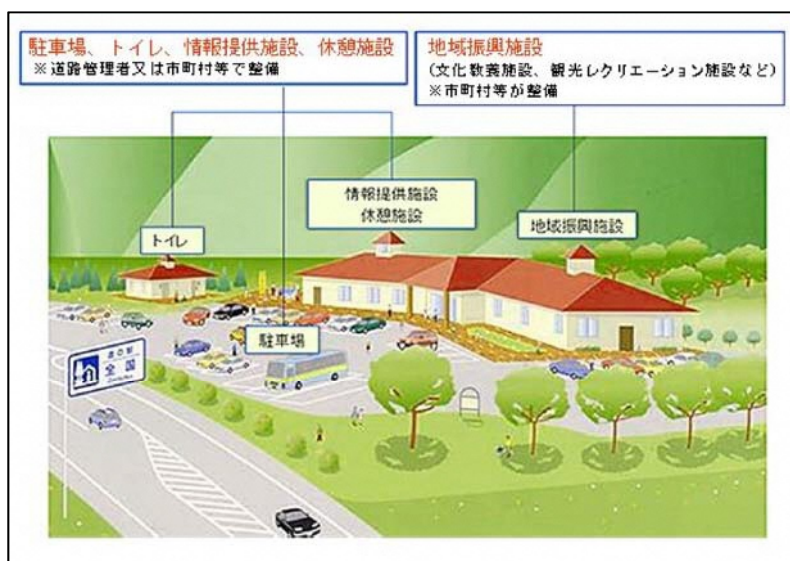 駐車場、トイレ、情報提供施設、休憩施設
※道路管理者又は市町村等で整備
地域振興施設
(文化教養施設、観光レクリエーション施設など)
※市町村等が整備
情報提供施設
休憩施設
トイレ
地域振興施設
駐車場
道の駅
全国